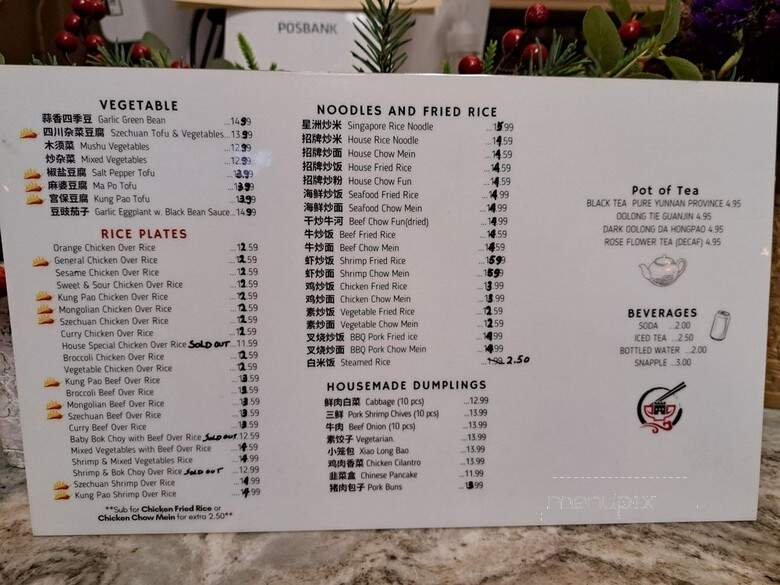 POSBANK
VEGETABLE
蒜香四季豆 Garlic Green Bean ...14.99
四川杂菜豆腐 Szechuan Tofu & Vegetables...13.99
木须菜 Mushu Vegetables ...12.99
炒杂菜 Mixed Vegetables ...12.99
椒盐豆腐 Salt Pepper Tofu ...13.99
麻婆豆腐 Ma Po Tofu ...13.99
宫保豆腐 Kung Pao Tofu ...13.99
豆豉茄子 Garlic Eggplant w. Black Bean Sauce...14.99
RICE PLATES
Orange Chicken Over Rice ...12.59
General Chicken Over Rice ...12.59
Sesame Chicken Over Rice ...12.59
Sweet & Sour Chicken Over Rice ...12.59
Kung Pao Chicken Over Rice ...12.59
Mongolian Chicken Over Rice ...12.59
Szechuan Chicken Over Rice ...12.59
Curry Chicken Over Rice ...12.59
House Special Chicken Over Rice SOLD OUT ...11.59
Broccoli Chicken Over Rice ...12.59
Vegetable Chicken Over Rice ...12.59
Kung Pao Beef Over Rice ...13.59
Broccoli Beef Over Rice ...13.59
Mongolian Beef Over Rice ...13.59
Szechuan Beef Over Rice ...13.59
Curry Beef Over Rice ...13.59
Baby Bok Choy with Beef Over Rice SOLD OUT 12.59
Mixed Vegetables with Beef Over Rice ...14.59
Shrimp & Mixed Vegetables Rice ...14.99
Shrimp & Bok Choy Over Rice SOLD OUT ...12.99
Szechuan Shrimp Over Rice ...14.99
Kung Pao Shrimp Over Rice ...14.99
**Sub for Chicken Fried Rice or
Chicken Chow Mein for extra 2.50**
NOODLES AND FRIED RICE
星洲炒米 Singapore Rice Noodle ...15.99
招牌炒米 House Rice Noodle ...14.59
招牌炒面 House Chow Mein ...14.59
招牌炒饭 House Fried Rice ...14.59
招牌炒粉 House Chow Fun ...14.59
海鲜炒饭 Seafood Fried Rice ...14.59
海鲜炒面 Seafood Chow Mein ...14.59
干炒牛河 Beef Chow Fun(dried) ...14.99
牛炒饭 Beef Fried Rice ...14.59
牛炒面 Beef Chow Mein ...14.59
虾炒饭 Shrimp Fried Rice
虾炒面 Shrimp Chow Mein
鸡炒饭 Chicken Fried Rice ...13.99
鸡炒面 Chicken Chow Mein ...13.99
素炒饭 Vegetable Fried Rice ...12.59
素炒面 Vegetable Chow Mein ...12.59
叉烧炒饭 BBQ Pork Fried ice ...14.99
叉烧炒面 BBQ Pork Chow Mein ...14.99
白米饭 Steamed Rice ...1.99 2.50
HOUSEMADE DUMPLINGS
鲜肉白菜 Cabbage (10 pcs) ...12.99
三鲜 Pork Shrimp Chives (10 pcs) ...13.99
牛肉 Beef Onion (10 pcs) ...13.99
素饺子 Vegetarian. ...13.99
小笼包 Xiao Long Bao ...13.99
鸡肉香菜 Chicken Cilantro ...13.99
韭菜盒 Chinese Pancake ...11.99
猪肉包子 Pork Buns ...13.99
Pot of Tea
BLACK TEA PURE YUNNAN PROVINCE 4.95
OOLONG TIE GUANJIN 4.95
DARK OOLONG DA HONGPAO 4.95
ROSE FLOWER TEA (DECAF) 4.95
BEVERAGES
SODA ...2.00
ICED TEA ...2.50
BOTTLED WATER ...2.00
SNAPPLE ...3.00
menupix